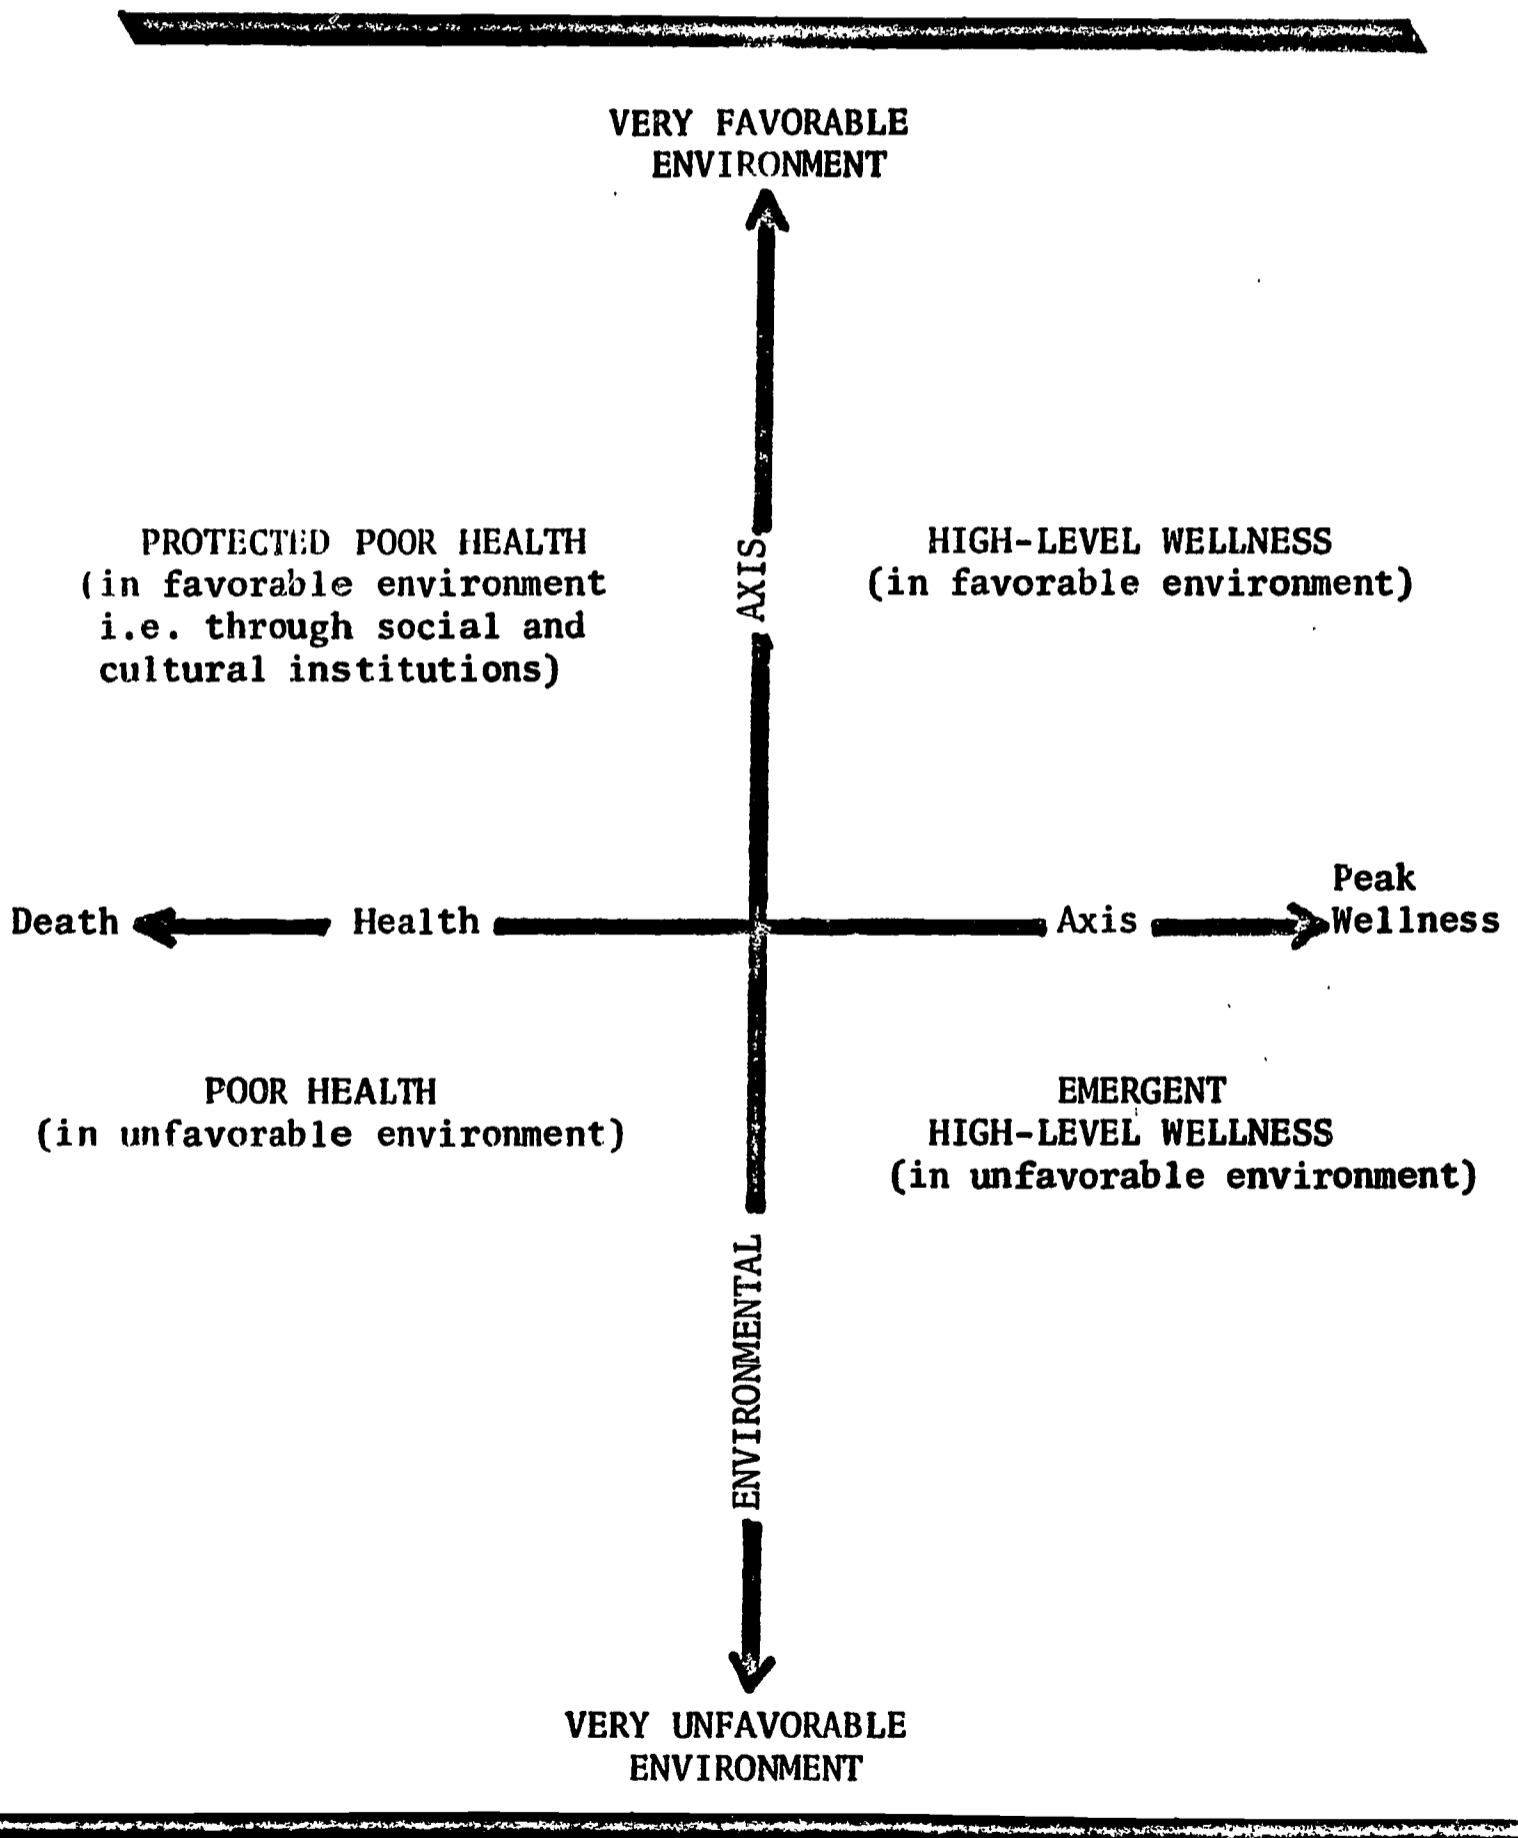 VERY FAVORABLE
ENVIRONMENT
PROTECTED POOR HEALTH
(in favorable environment
i.e. through social and
cultural institutions)
AXIS
HIGH-LEVEL WELLNESS
(in favorable environment)
Death
Health
Axis
Peak
Wellness
POOR HEALTH
(in unfavorable environment)
EMERGENT
HIGH-LEVEL WELLNESS
(in unfavorable environment)
ENVIRONMENTAL
VERY UNFAVORABLE
ENVIRONMENT